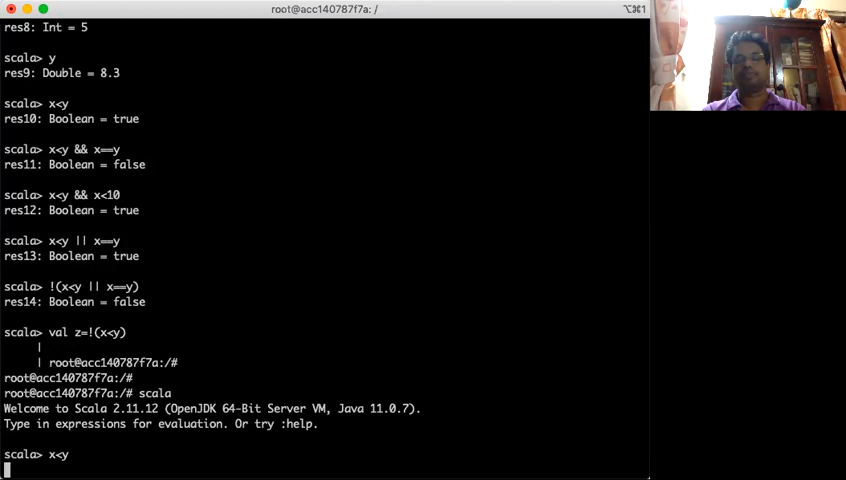 root@acc140787f7a: /
⌥⌘1
res8: Int = 5
scala> y
res9: Double = 8.3
scala> x<y
res10: Boolean = true
scala> x<y && x==y
res11: Boolean = false
scala> x<y && x<10
res12: Boolean = true
scala> x<y || x==y
res13: Boolean = true
scala> !(x<y || x==y)
res14: Boolean = false
scala> val z=!(x<y)
|
| root@acc140787f7a:/#
root@acc140787f7a:/#
root@acc140787f7a:/# scala
Welcome to Scala 2.11.12 (OpenJDK 64-Bit Server VM, Java 11.0.7).
Type in expressions for evaluation. Or try :help.
scala> x<y